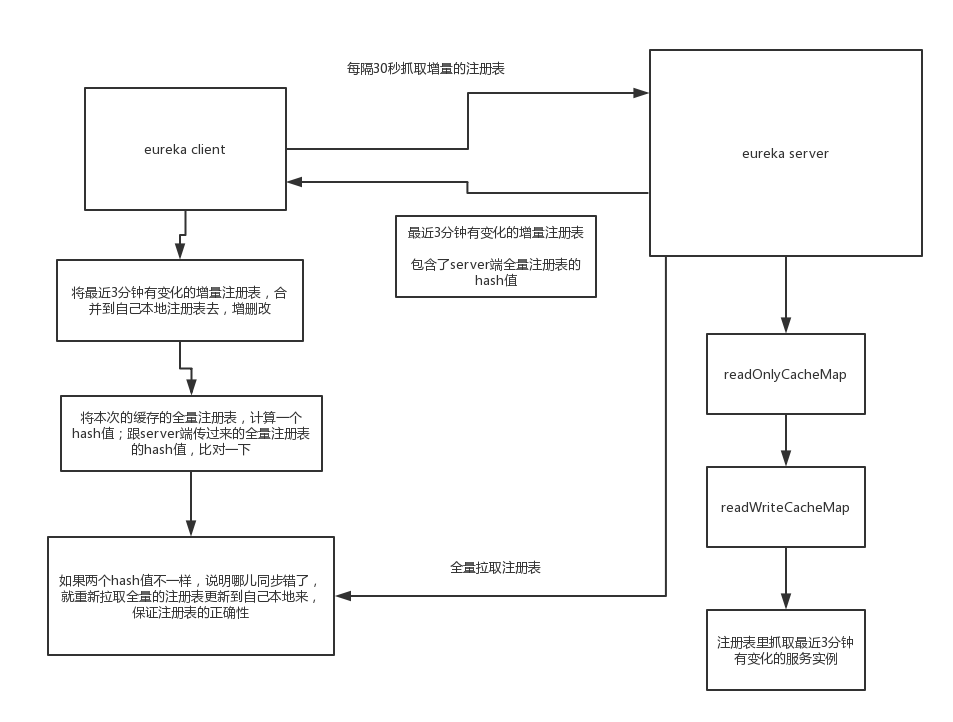 每隔30秒抓取增量的注册表
eureka client
eureka server
最近3分钟有变化的增量注册表
包含了server端全量注册表的
hash值
将最近3分钟有变化的增量注册表，合
并到自己本地注册表去，增删改
readOnlyCacheMap
将本次的缓存的全量注册表，计算一个
hash值；跟server端传过来的全量注册表
的hash值，比对一下
readWriteCacheMap
全量拉取注册表
如果两个hash值不一样，说明哪儿同步错了，
就重新拉取全量的注册表更新到自己本地来，
保证注册表的正确性
注册表里抓取最近3分钟
有变化的服务实例